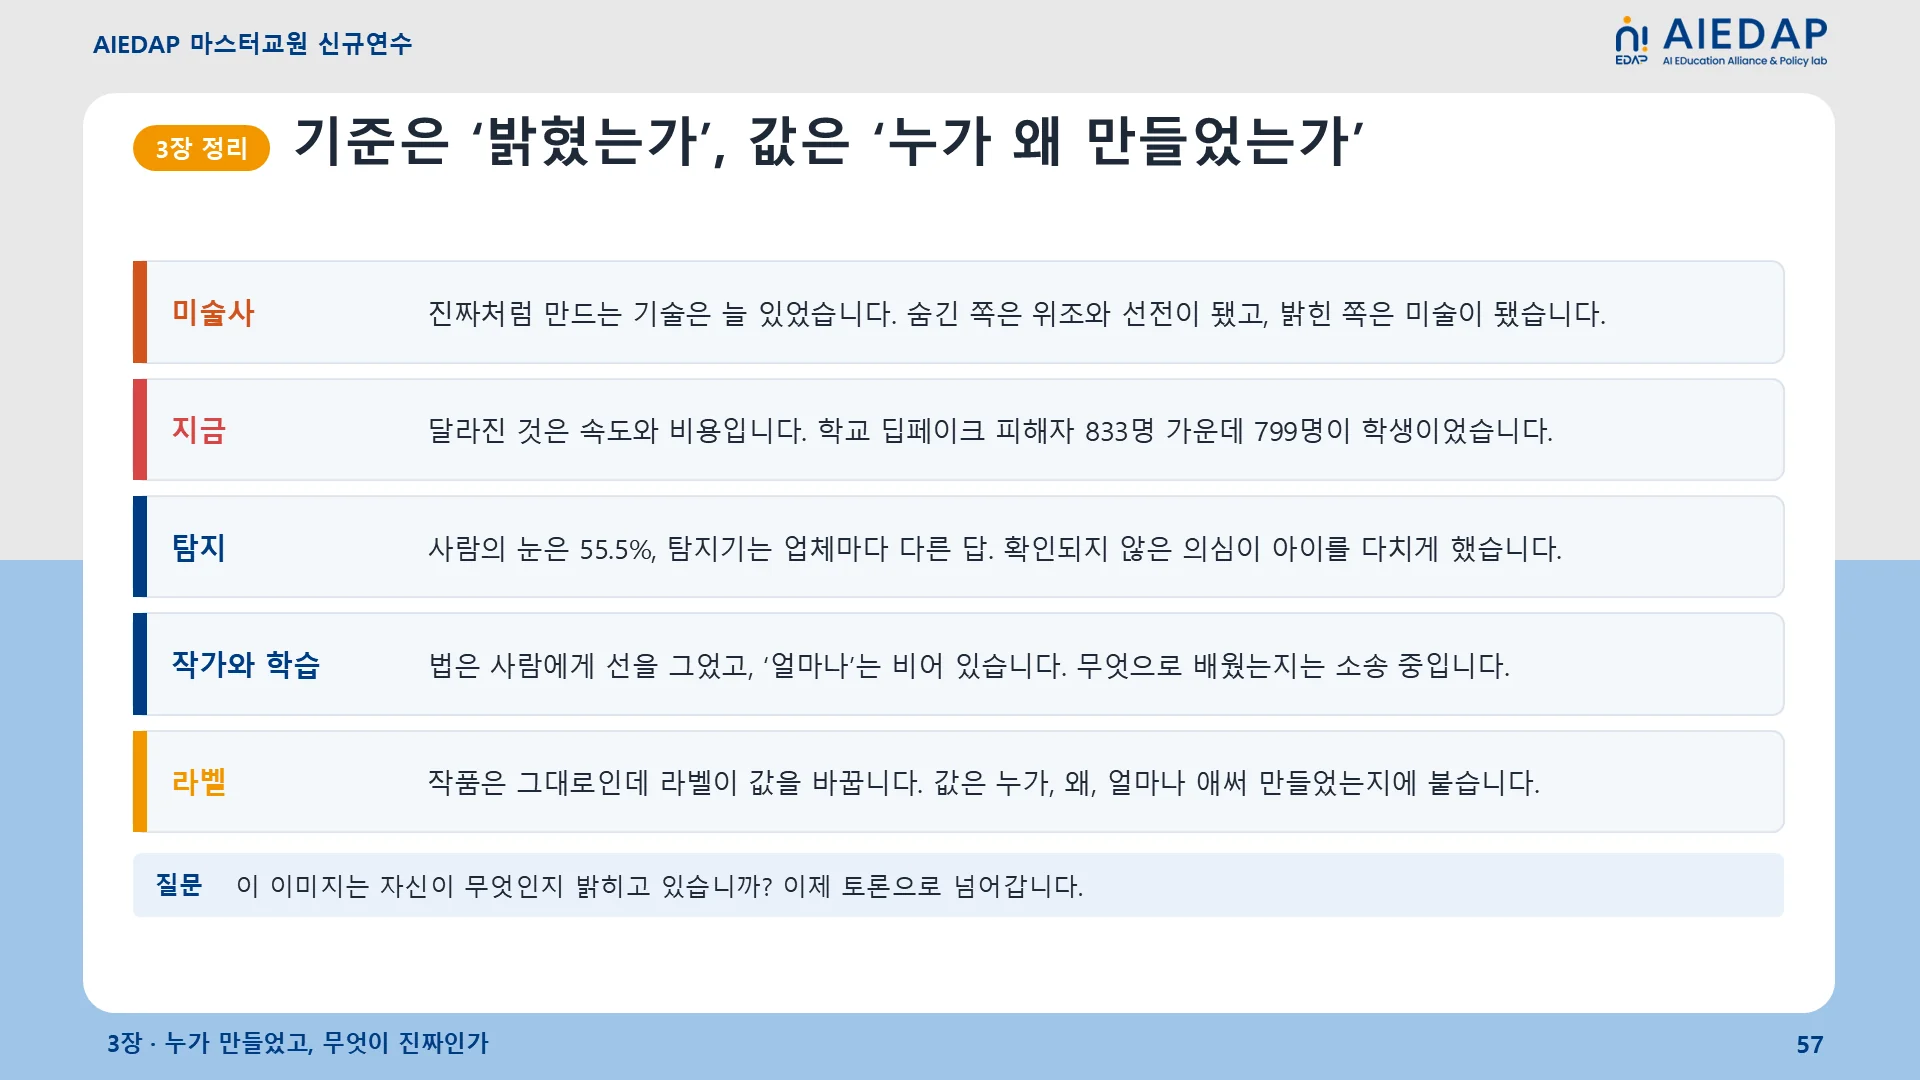 AIEDAP 마스터교원 신규연수
EDAP
AIEDAP
AI EDucation Alliance & Policy lab
3장 정리
기준은 ‘밝혔는가’, 값은 ‘누가 왜 만들었는가’
미술사
진짜처럼 만드는 기술은 늘 있었습니다. 숨긴 쪽은 위조와 선전이 됐고, 밝힌 쪽은 미술이 됐습니다.
지금
달라진 것은 속도와 비용입니다. 학교 딥페이크 피해자 833명 가운데 799명이 학생이었습니다.
탐지
사람의 눈은 55.5%, 탐지기는 업체마다 다른 답. 확인되지 않은 의심이 아이를 다치게 했습니다.
작가와 학습
법은 사람에게 선을 그었고, ‘얼마나’는 비어 있습니다. 무엇으로 배웠는지는 소송 중입니다.
라벨
작품은 그대로인데 라벨이 값을 바꿉니다. 값은 누가, 왜, 얼마나 애써 만들었는지에 붙습니다.
질문 이 이미지는 자신이 무엇인지 밝히고 있습니까? 이제 토론으로 넘어갑니다.
3장 · 누가 만들었고, 무엇이 진짜인가
57